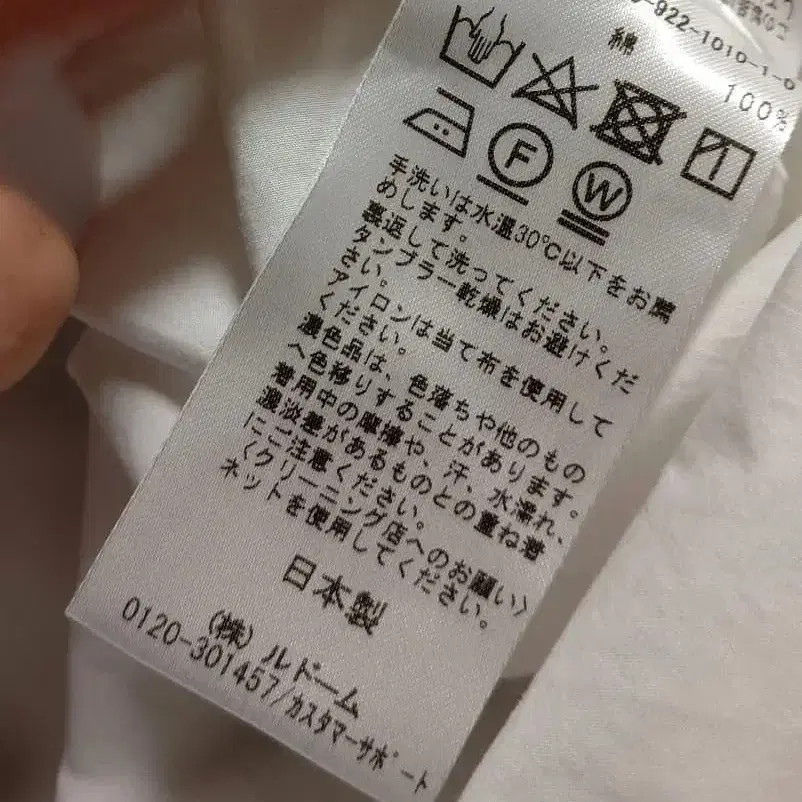 -922-1010-1-0
綿
100%
F
W
手洗いは水温30℃以下をお薦
めします。
裏返して洗ってください。
タンブラー乾燥はお避けくだ
さい。
アイロンは当て布を使用して
ください。
濃色品は、色落ちや他のもの
へ色移りすることがあります。
着用中の摩擦や、汗、水濡れ、
濃淡差があるものとの重ね着
にご注意ください。
〈クリーニング店へのお願い〉
ネットを使用してください。
日本製
(株)ルドーム
0120-301457/カスタマーサポート